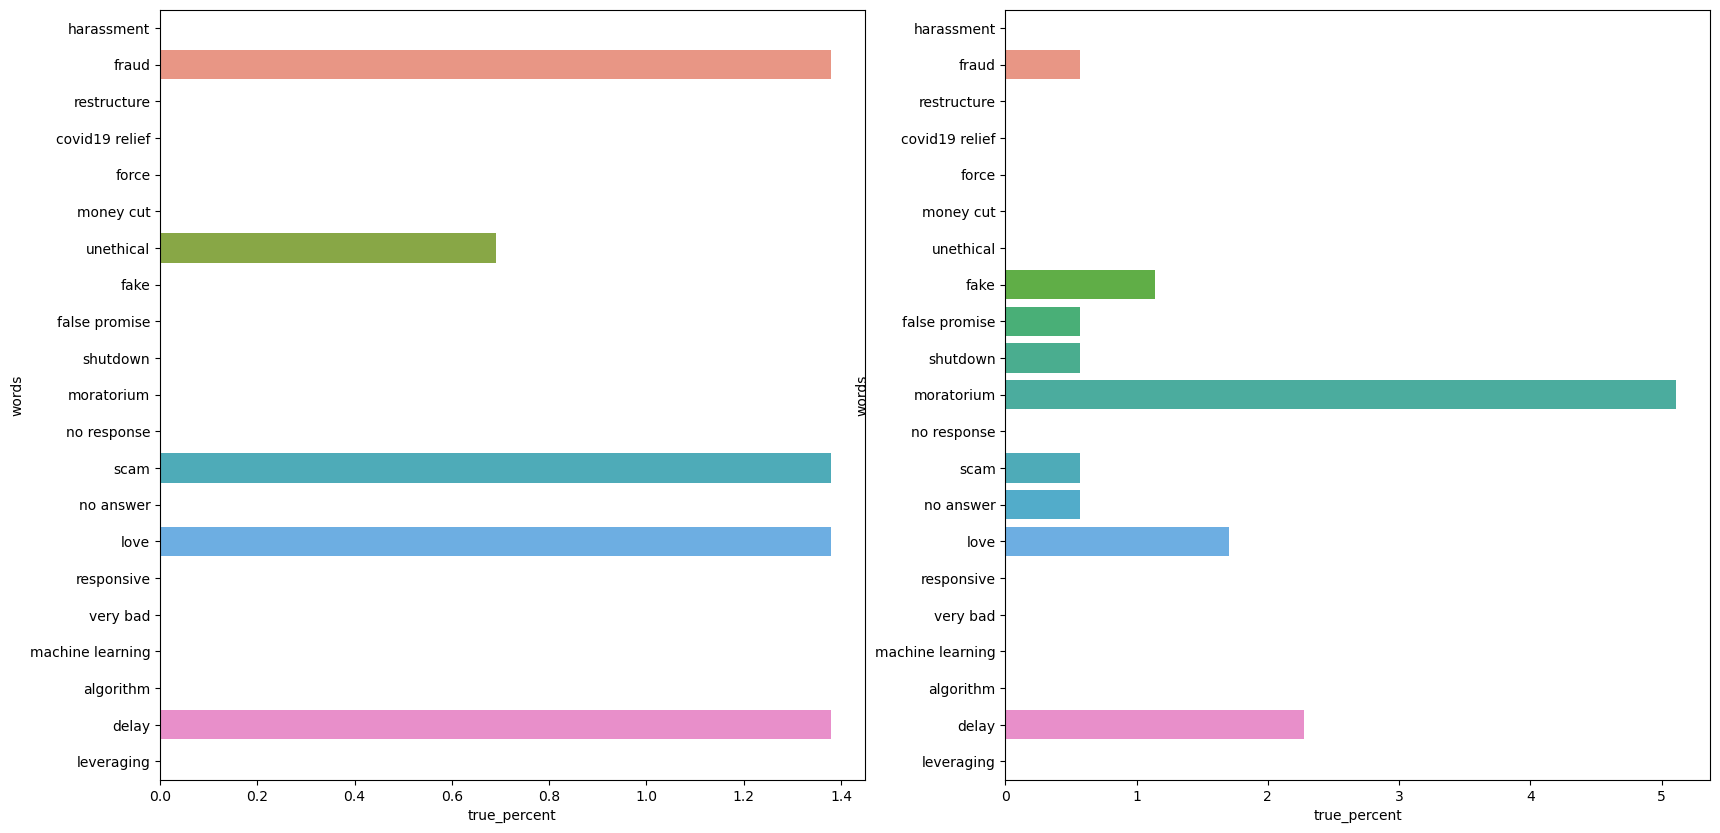 harassment
fraud
restructure
covid19 relief
force
money cut
unethical
fake
false promise
shutdown
moratorium
no response
scam
no answer
love
responsive
very bad
machine learning
algorithm
delay
leveraging
words
0.0 0.2 0.4 0.6 0.8 1.0 1.2 1.4
true_percent
harassment
fraud
restructure
covid19 relief
force
money cut
unethical
fake
false promise
shutdown
moratorium
no response
scam
no answer
love
responsive
very bad
machine learning
algorithm
delay
leveraging
words
0 1 2 3 4 5
true_percent